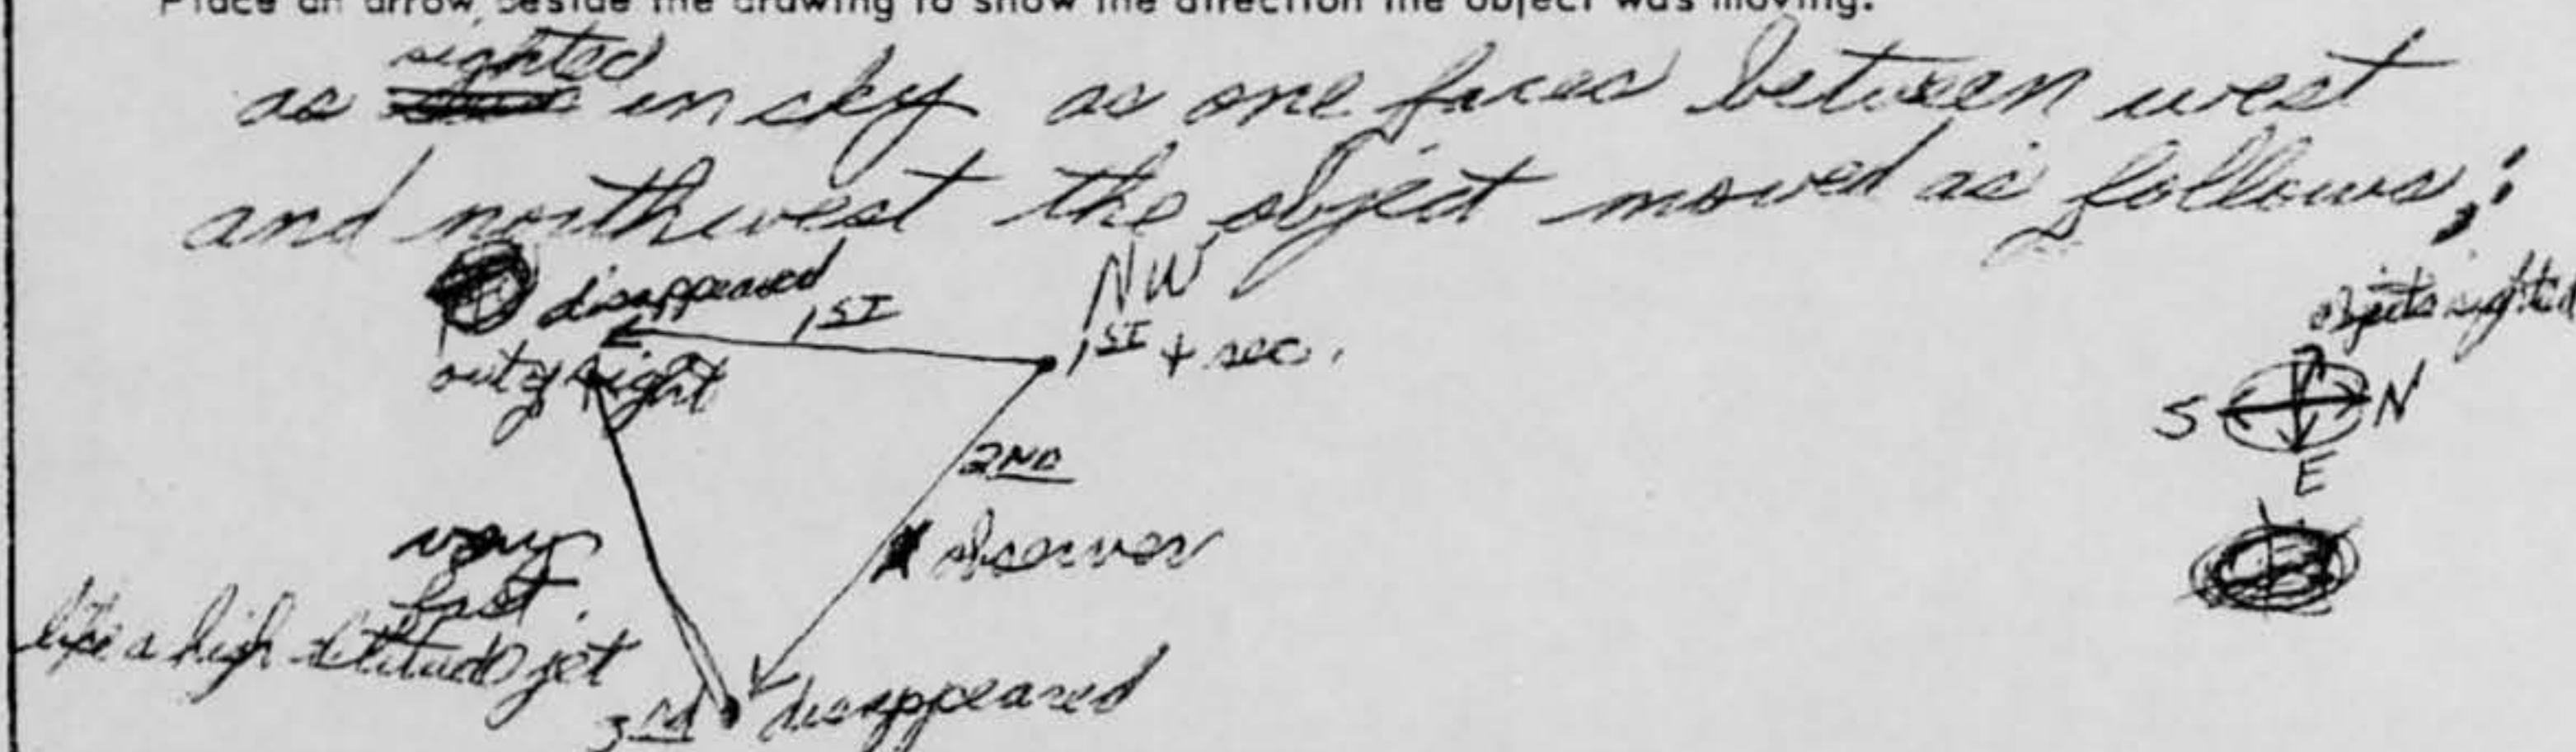 Place an arrow beside the drawing to show the direction the object was moving.
sighted
as in sky as one faces between west
and northwest the object moved as follows;:
disappeared
out of sight
1ST
NW
1ST + sec.
2ND
observer
very
fast.
like a high altitude jet
3rd
disappeared
objects sighted
S
N
E